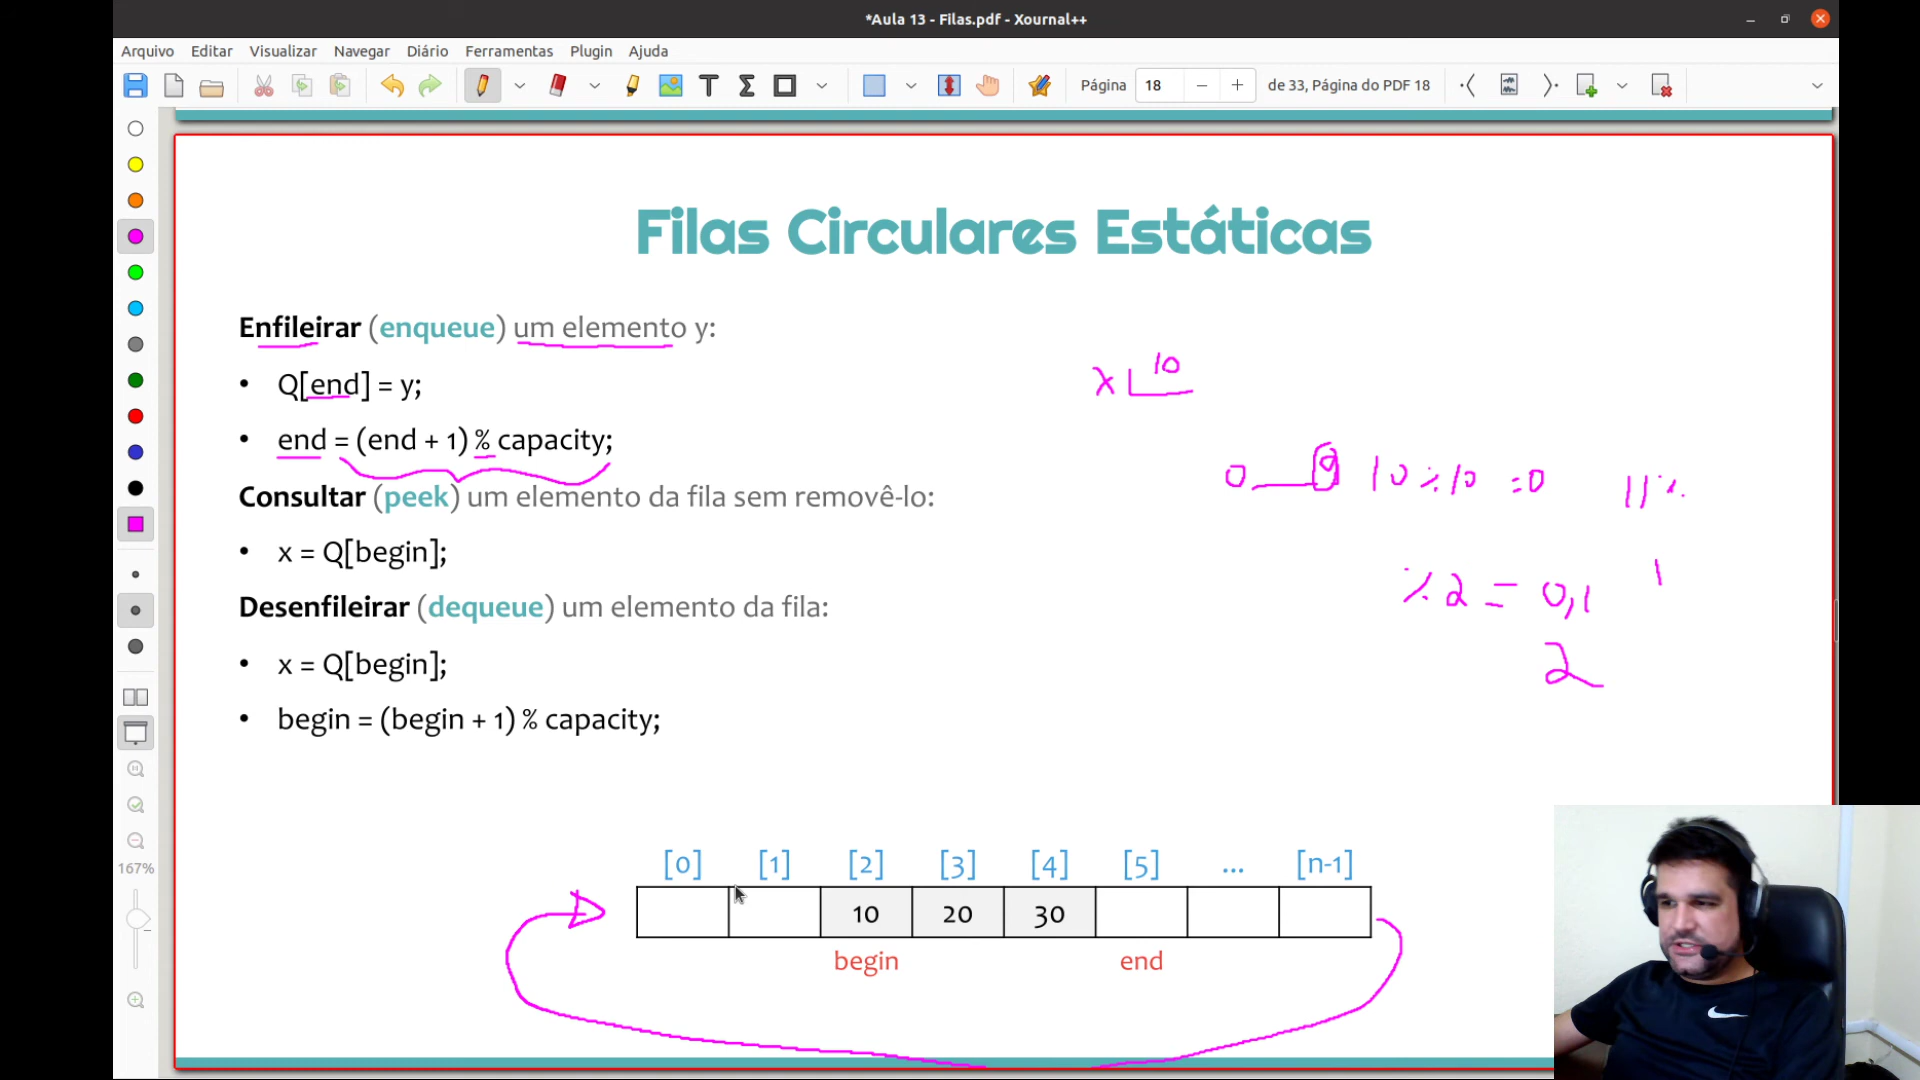 *Aula 13 - Filas.pdf - Xournal++
Arquivo Editar Visualizar Navegar Diário Ferramentas Plugin Ajuda
Página 18 de 33, Página do PDF 18
Filas Circulares Estáticas
Enfileirar (enqueue) um elemento y:
• Q[end] = y;
x 10
• end = (end + 1) % capacity;
0 9 10 % 10 = 0 11 %
Consultar (peek) um elemento da fila sem removê-lo:
• x = Q[begin];
% 2 = 0,1 1
Desenfileirar (dequeue) um elemento da fila:
2
• x = Q[begin];
• begin = (begin + 1) % capacity;
167%
[0] [1] [2] [3] [4] [5] ... [n-1]
10 20 30
begin end